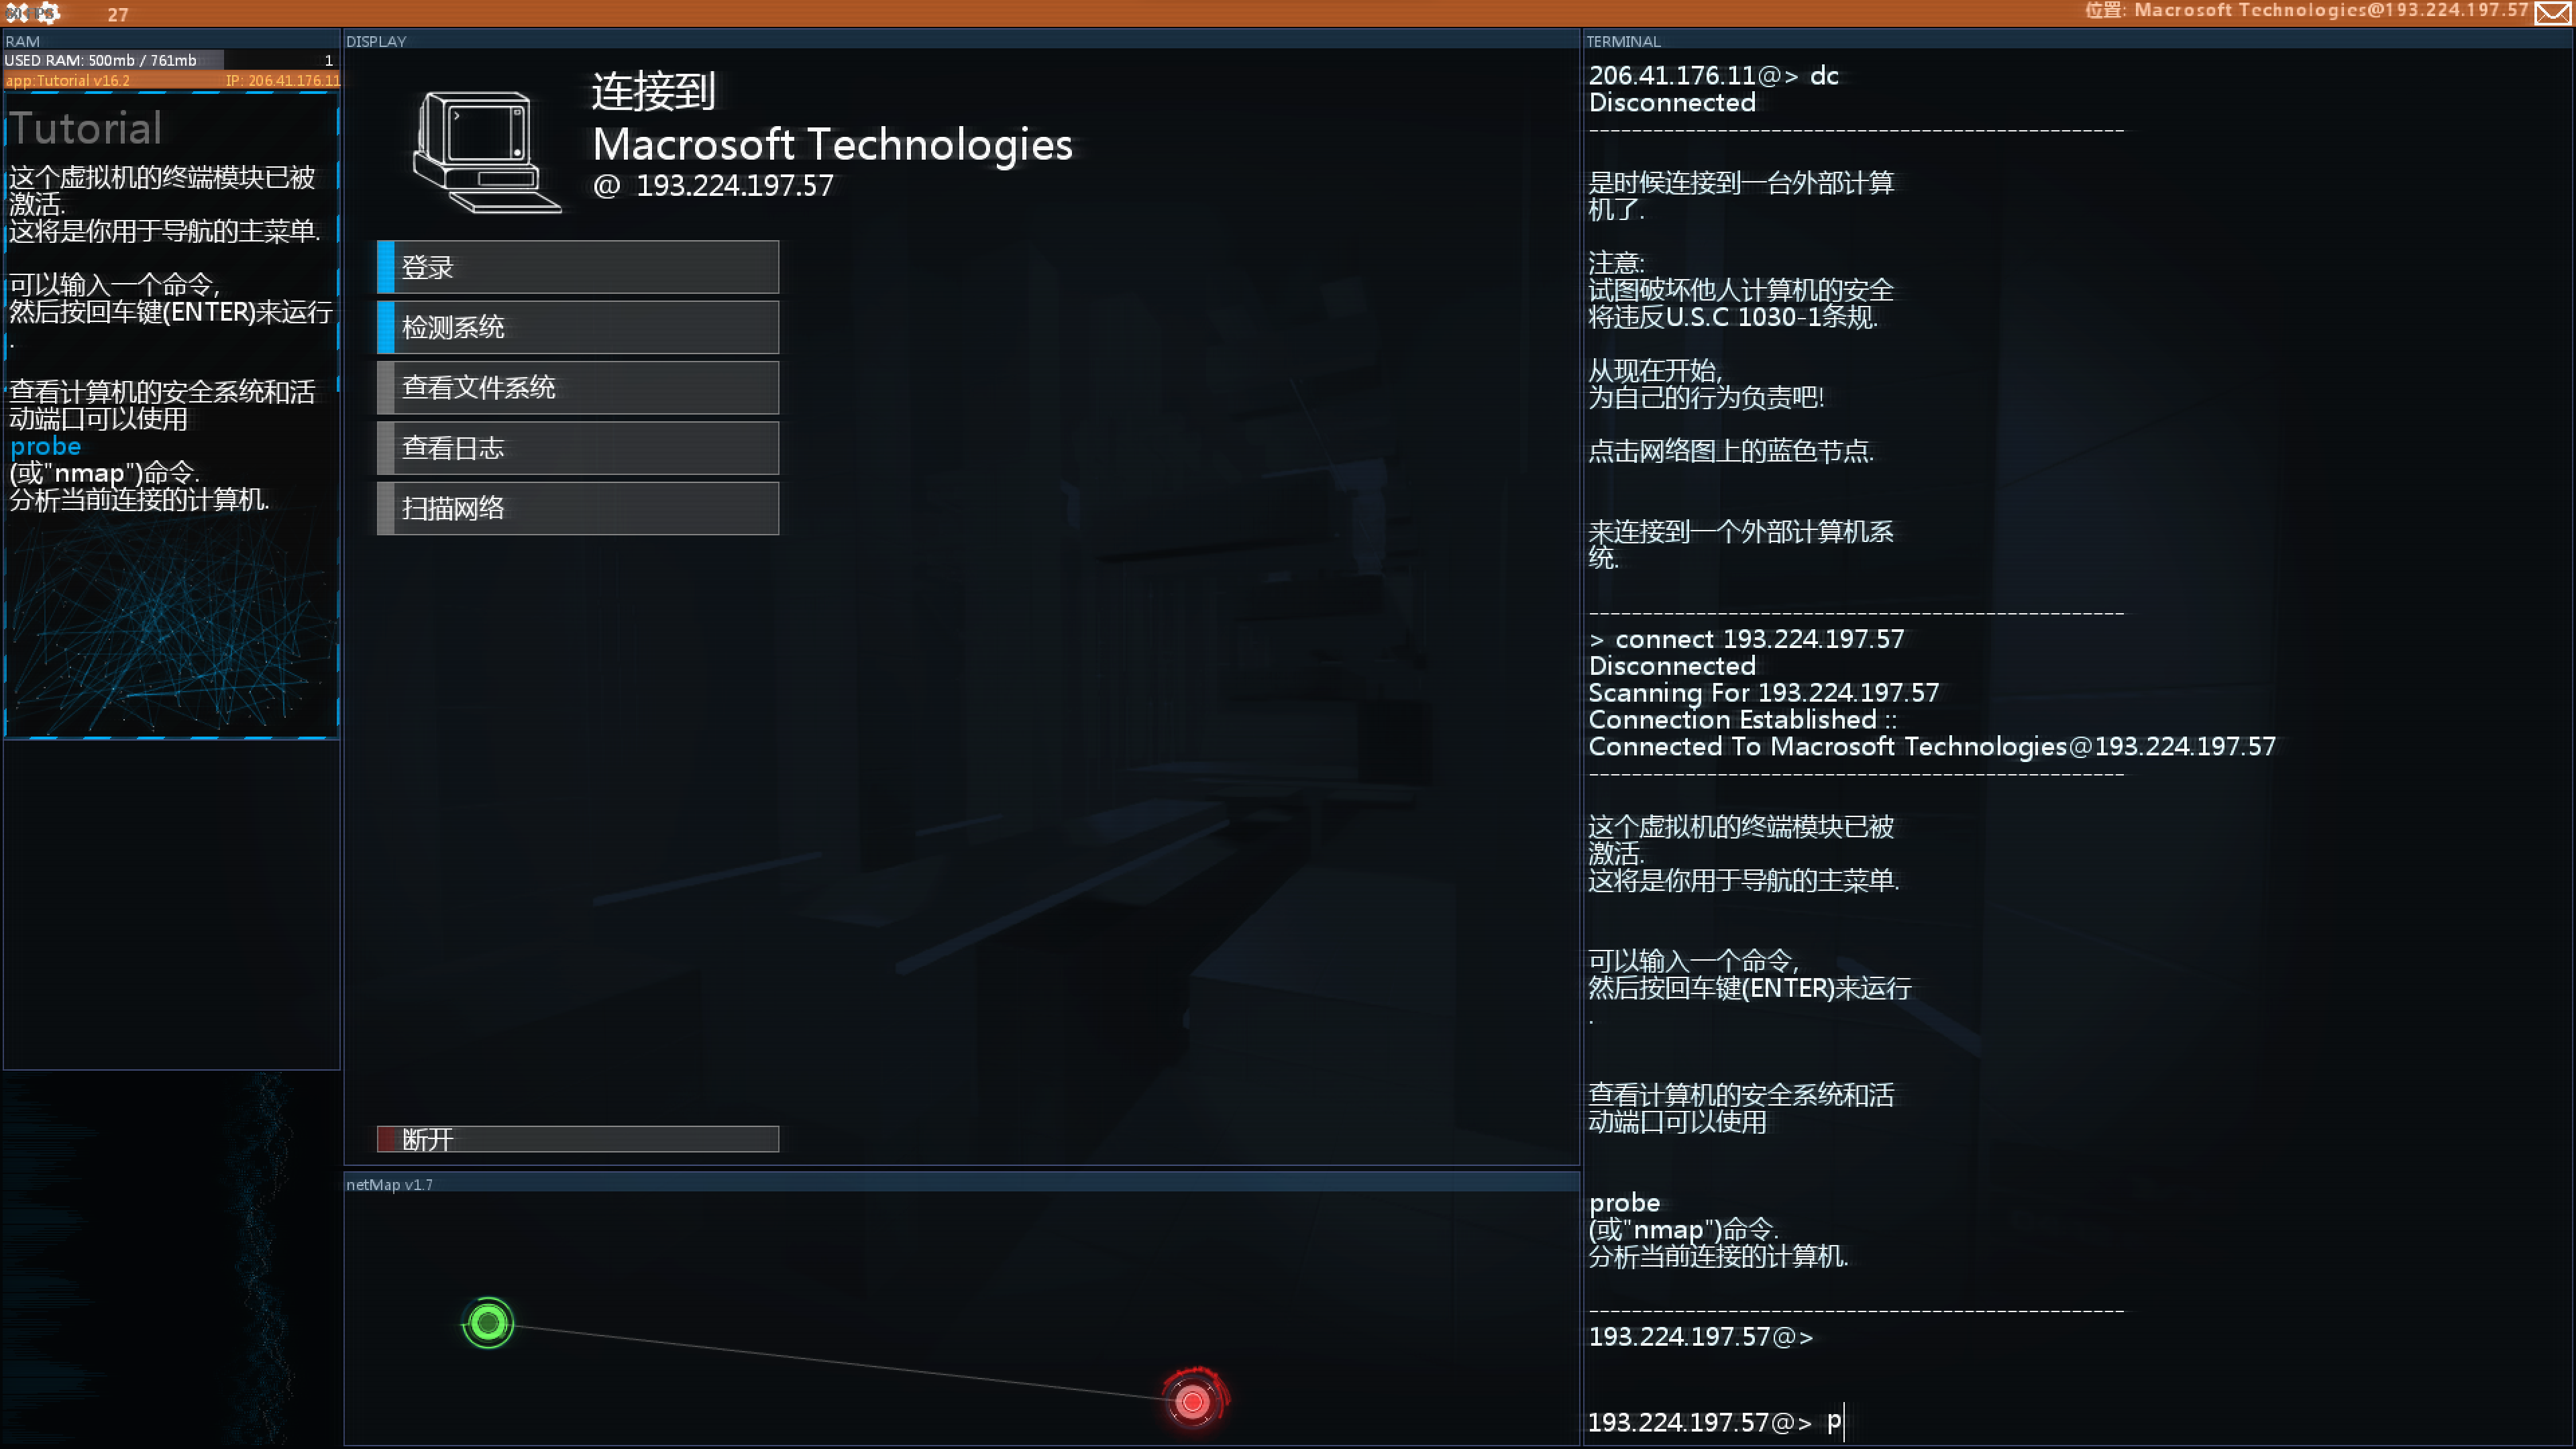 27
位置: Macrosoft Technologies@193.224.197.57
RAM
USED RAM: 500mb / 761mb 1
app:Tutorial v16.2 IP: 206.41.176.11
Tutorial
这个虚拟机的终端模块已被
激活.
这将是你用于导航的主菜单.
可以输入一个命令,
然后按回车键(ENTER)来运行
.
查看计算机的安全系统和活
动端口可以使用
probe
(或"nmap")命令.
分析当前连接的计算机.
DISPLAY
连接到
Macrosoft Technologies
@ 193.224.197.57
登录
检测系统
查看文件系统
查看日志
扫描网络
断开
netMap v1.7
TERMINAL
206.41.176.11@> dc
Disconnected
--------------------------------------------------
是时候连接到一台外部计算
机了.
注意:
试图破坏他人计算机的安全
将违反U.S.C 1030-1条规.
从现在开始,
为自己的行为负责吧!
点击网络图上的蓝色节点.
来连接到一个外部计算机系
统.
--------------------------------------------------
> connect 193.224.197.57
Disconnected
Scanning For 193.224.197.57
Connection Established ::
Connected To Macrosoft Technologies@193.224.197.57
--------------------------------------------------
这个虚拟机的终端模块已被
激活.
这将是你用于导航的主菜单.
可以输入一个命令,
然后按回车键(ENTER)来运行
.
查看计算机的安全系统和活
动端口可以使用
probe
(或"nmap")命令.
分析当前连接的计算机.
--------------------------------------------------
193.224.197.57@>
193.224.197.57@> p